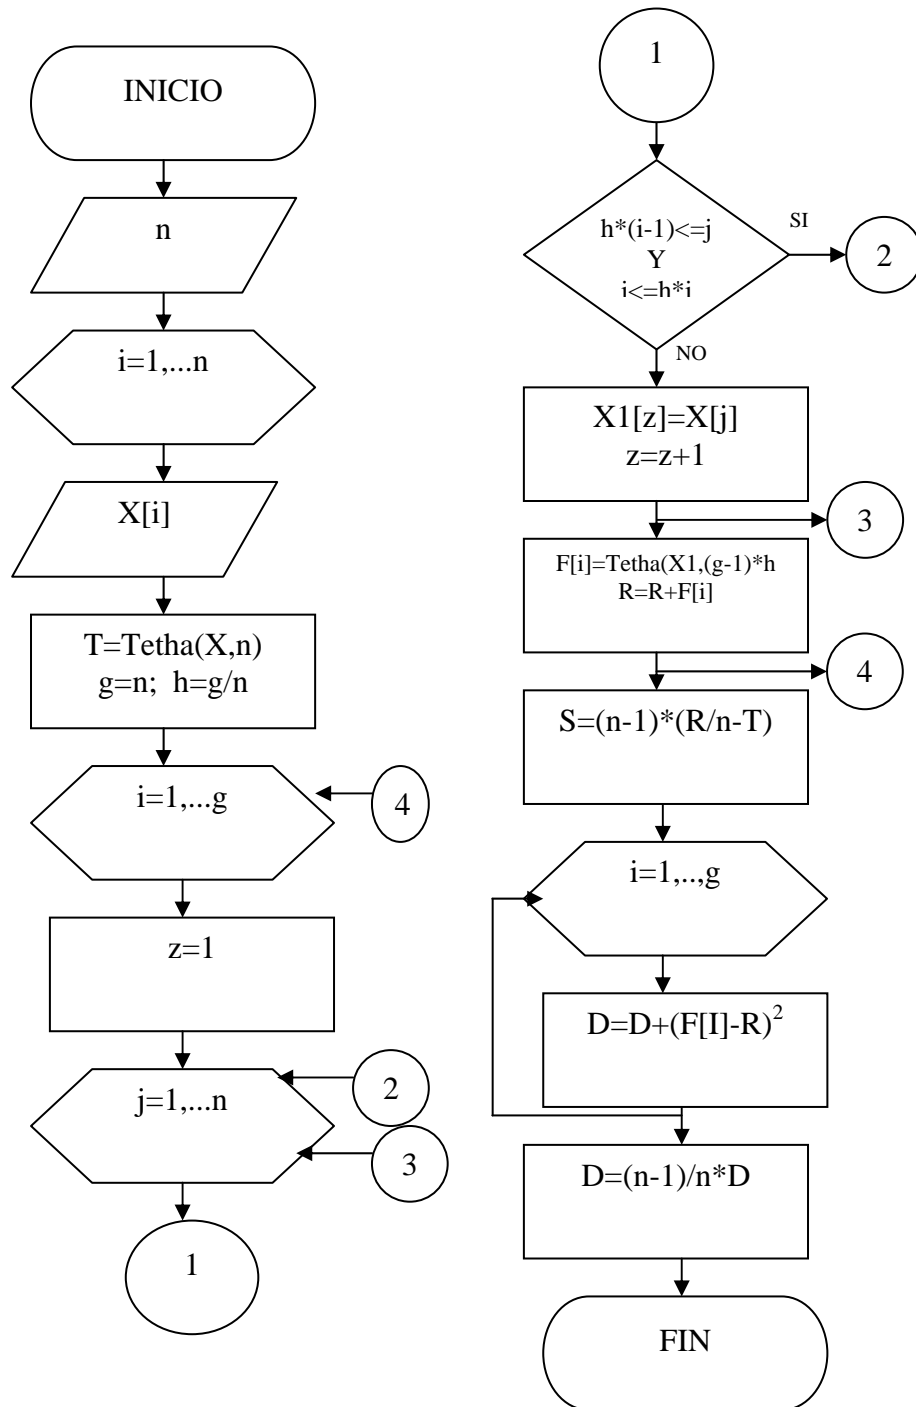 INICIO
n
i=1,...n
X[i]
T=Tetha(X,n)
g=n; h=g/n
i=1,...g
4
z=1
j=1,...n
2
3
1
1
h*(i-1)<=j
Y
j<=h*i
SI
2
NO
X1[z]=X[j]
z=z+1
3
F[i]=Tetha(X1,(g-1)*h
R=R+F[i]
4
S=(n-1)*(R/n-T)
i=1,..,g
D=D+(F[I]-R)²
D=(n-1)/n*D
FIN